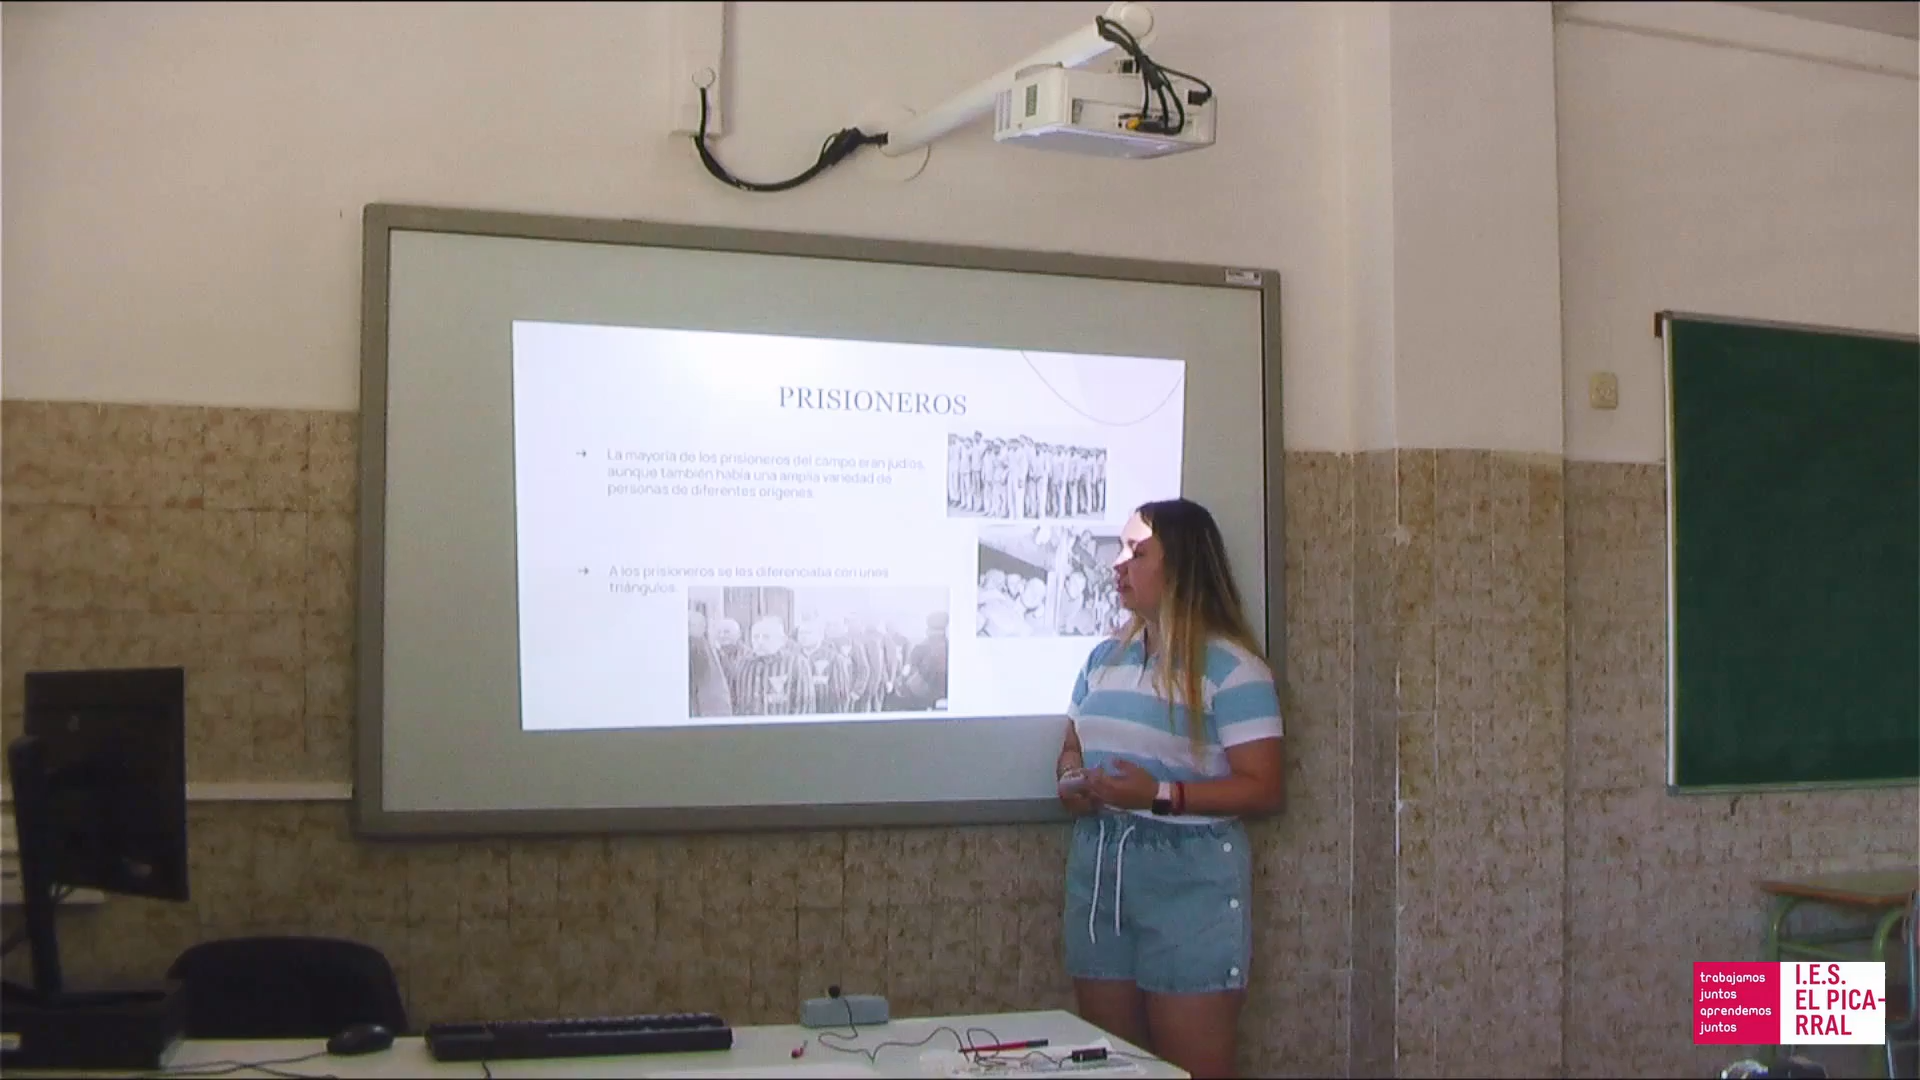 PRISIONEROS
→ La mayoría de los prisioneros del campo eran judíos,
aunque también había una amplia variedad de
personas de diferentes orígenes.
→ A los prisioneros se les diferenciaba con unos
triángulos.
trabajamos
juntos
aprendemos
juntos
I.E.S.
EL PICA-
RRAL